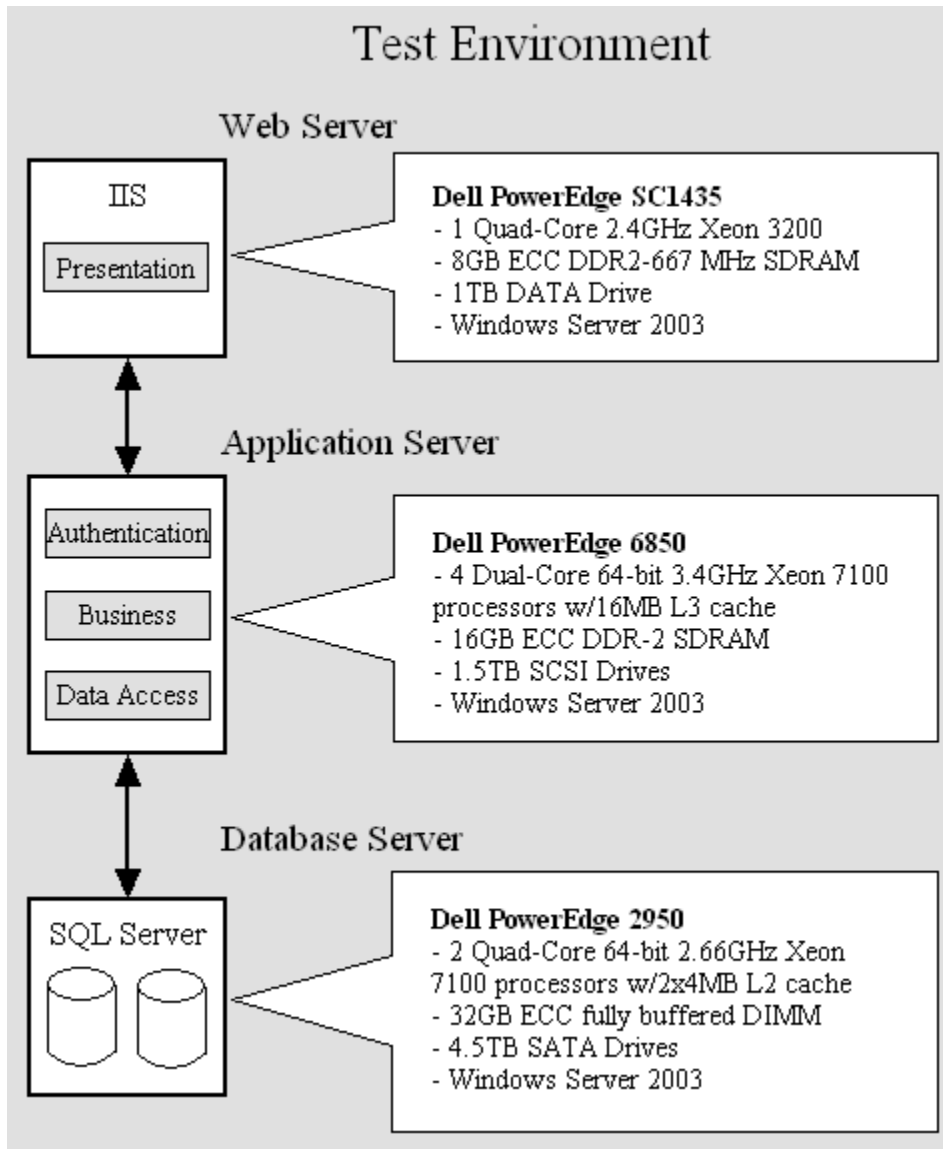 Test Environment
Web Server
IIS
Presentation
Dell PowerEdge SC1435
- 1 Quad-Core 2.4GHz Xeon 3200
- 8GB ECC DDR2-667 MHz SDRAM
- 1TB DATA Drive
- Windows Server 2003
Application Server
Authentication
Business
Data Access
Dell PowerEdge 6850
- 4 Dual-Core 64-bit 3.4GHz Xeon 7100
processors w/16MB L3 cache
- 16GB ECC DDR-2 SDRAM
- 1.5TB SCSI Drives
- Windows Server 2003
Database Server
SQL Server
Dell PowerEdge 2950
- 2 Quad-Core 64-bit 2.66GHz Xeon
7100 processors w/2x4MB L2 cache
- 32GB ECC fully buffered DIMM
- 4.5TB SATA Drives
- Windows Server 2003